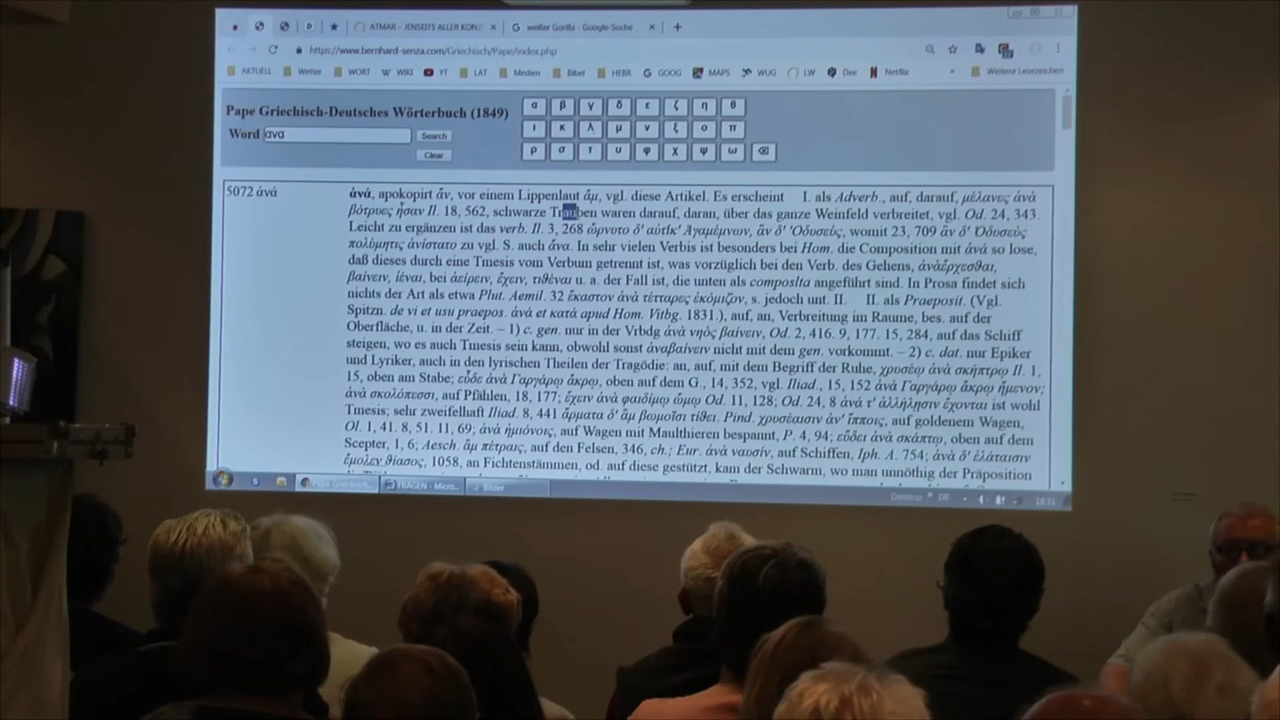 ATMAR – JENSEITS ALLER KONZ
weißer Gorilla - Google-Suche
https://www.bernhard-senza.com/Griechisch/Pape/index.php
AKTUELL Wetter WORT WIKI YT LAT Medien Bibel HEBR GOOG MAPS WUG LW Dee Netflix » Weitere Lesezeichen
Pape Griechisch-Deutsches Wörterbuch (1849)
Word ανα Search
Clear
α β γ δ ε ζ η θ
ι κ λ μ ν ξ ο π
ρ σ τ υ φ χ ψ ω
5072 ἀνά
ἀνά, apokopirt ἄν, vor einem Lippenlaut ἄμ, vgl. diese Artikel. Es erscheint I. als Adverb., auf, darauf, μέλανες ἀνὰ
βότρυες ἦσαν Il. 18, 562, schwarze Trauben waren darauf, daran, über das ganze Weinfeld verbreitet, vgl. Od. 24, 343.
Leicht zu ergänzen ist das verb. Il. 3, 268 ὤρνυτο δ' αὐτίκ' Ἀγαμέμνων, ἂν δ' Ὀδυσεύς, womit 23, 709 ἂν δ' Ὀδυσεὺς
πολύμητις ἀνίστατο zu vgl. S. auch ἄνα. In sehr vielen Verbis ist besonders bei Hom. die Composition mit ἀνά so lose,
daß dieses durch eine Tmesis vom Verbum getrennt ist, was vorzüglich bei den Verb. des Gehens, ἀνὰἔρχεσθαι,
βαίνειν, ἰέναι, bei ἀείρειν, ἔχειν, τιθέναι u. a. der Fall ist, die unten als composita angeführt sind. In Prosa findet sich
nichts der Art als etwa Plut. Aemil. 32 ἕκαστον ἀνὰ τέτταρες ἐκόμιζον, s. jedoch unt. II. II. als Praeposit. (Vgl.
Spitzn. de vi et usu praepos. ἀνά et κατά apud Hom. Vitbg. 1831.), auf, an, Verbreitung im Raume, bes. auf der
Oberfläche, u. in der Zeit. – 1) c. gen. nur in der Vrbdg ἀνὰ νηὸς βαίνειν, Od. 2, 416. 9, 177. 15, 284, auf das Schiff
steigen, wo es auch Tmesis sein kann, obwohl sonst ἀναβαίνειν nicht mit dem gen. vorkommt. – 2) c. dat. nur Epiker
und Lyriker, auch in den lyrischen Theilen der Tragödie: an, auf, mit dem Begriff der Ruhe, χρυσέῳ ἀνὰ σκήπτρῳ Il. 1,
15, oben am Stabe; εὗδε ἀνὰ Γαργάρῳ ἄκρῳ, oben auf dem G., 14, 352, vgl. Iliad., 15, 152 ἀνὰ Γαργάρῳ ἄκρῳ ἥμενον;
ἀνὰ σκολόπεσσι, auf Pfählen, 18, 177; ἔχειν ἀνὰ φαιδίμῳ ὤμῳ Od. 11, 128; Od. 24, 8 ἀνά τ' ἀλλήλῃσιν ἔχονται ist wohl
Tmesis; sehr zweifelhaft Iliad. 8, 441 ἅρματα δ' ἂμ βωμοῖσι τίθει. Pind. χρυσέαισιν ἀν' ἵπποις, auf goldenem Wagen,
Ol. 1, 41. 8, 51. 11, 69; ἀνὰ ἡμιόνοις, auf Wagen mit Maulthieren bespannt, P. 4, 94; εὕδει ἀνὰ σκάπτῳ, oben auf dem
Scepter, 1, 6; Aesch. ἂμ πέτραις, auf den Felsen, 346, ch.; Eur. ἀνὰ ναυσίν, auf Schiffen, Iph. A. 754; ἀνὰ δ' ἐλάταισιν
ἔμολεν θίασος, 1058, an Fichtenstämmen, od. auf diese gestützt, kam der Schwarm, wo man unnöthig der Präposition
Pape Griechisch... FRAGEN - Micro... Bilder Desktop » DE 18:31